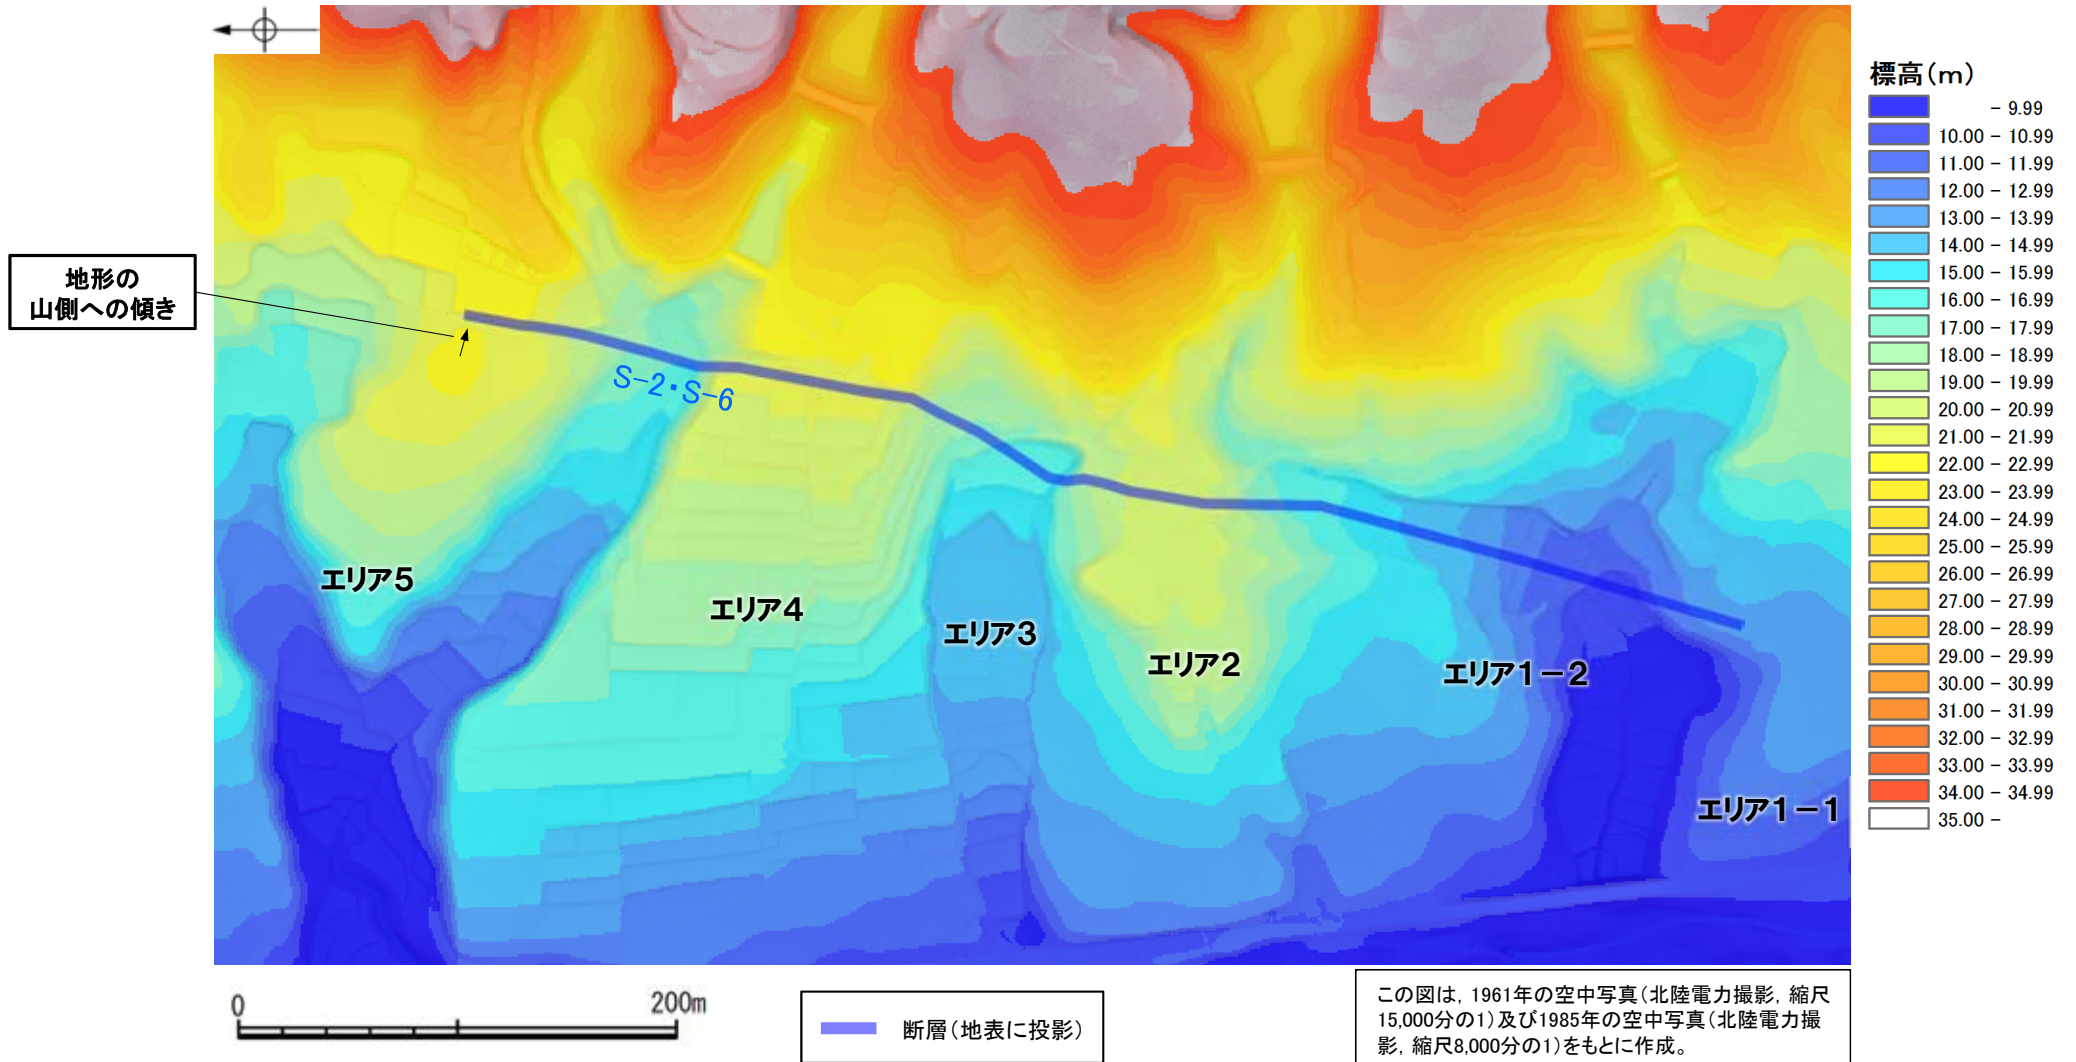 地形の
山側への傾き
S-2・S-6
エリア5
エリア4
エリア3
エリア2
エリア1-2
エリア1-1
標高(m)
- 9.99
10.00 - 10.99
11.00 - 11.99
12.00 - 12.99
13.00 - 13.99
14.00 - 14.99
15.00 - 15.99
16.00 - 16.99
17.00 - 17.99
18.00 - 18.99
19.00 - 19.99
20.00 - 20.99
21.00 - 21.99
22.00 - 22.99
23.00 - 23.99
24.00 - 24.99
25.00 - 25.99
26.00 - 26.99
27.00 - 27.99
28.00 - 28.99
29.00 - 29.99
30.00 - 30.99
31.00 - 31.99
32.00 - 32.99
33.00 - 33.99
34.00 - 34.99
35.00 -
0 200m
断層(地表に投影)
この図は,1961年の空中写真(北陸電力撮影,縮尺
15,000分の1)及び1985年の空中写真(北陸電力撮
影,縮尺8,000分の1)をもとに作成。